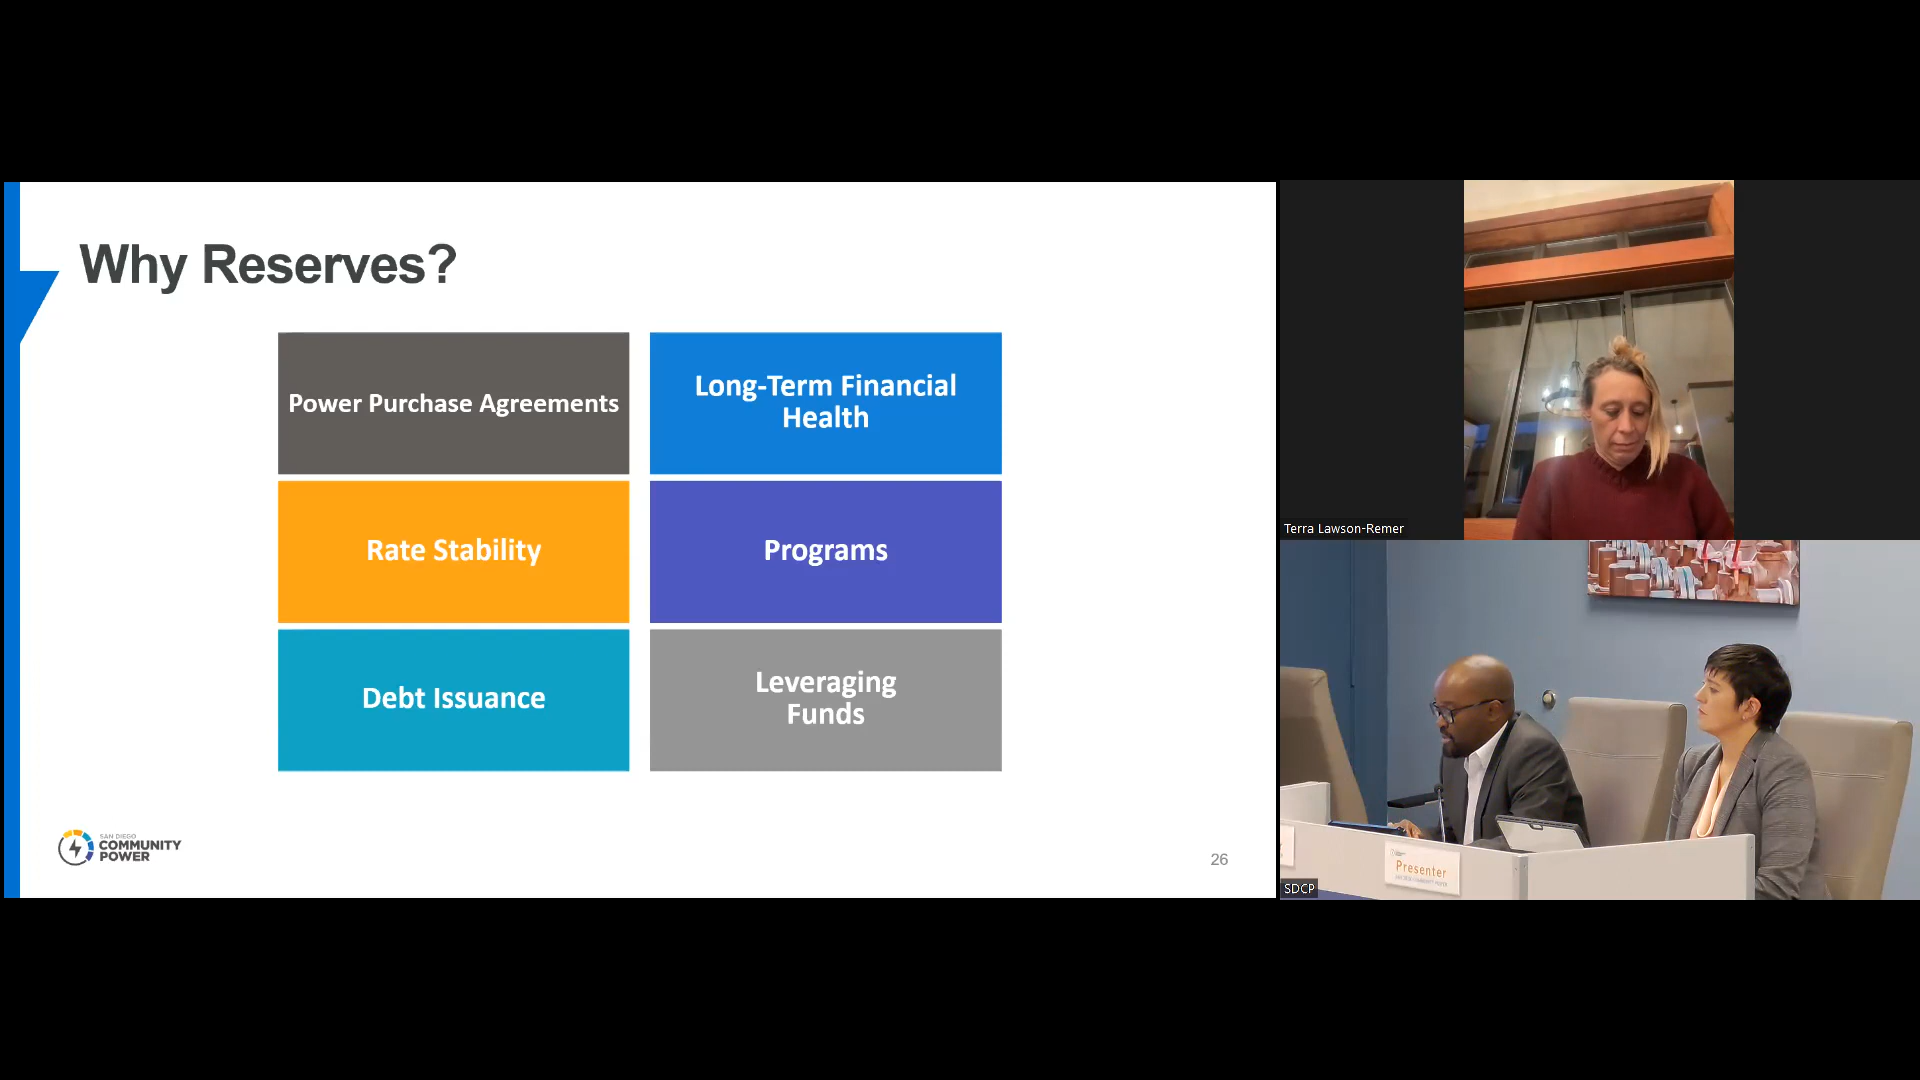 Why Reserves?
Power Purchase Agreements
Long-Term Financial
Health
Rate Stability
Programs
Debt Issuance
Leveraging
Funds
SAN DIEGO
COMMUNITY
POWER
26
Terra Lawson-Remer
Presenter
SDCP